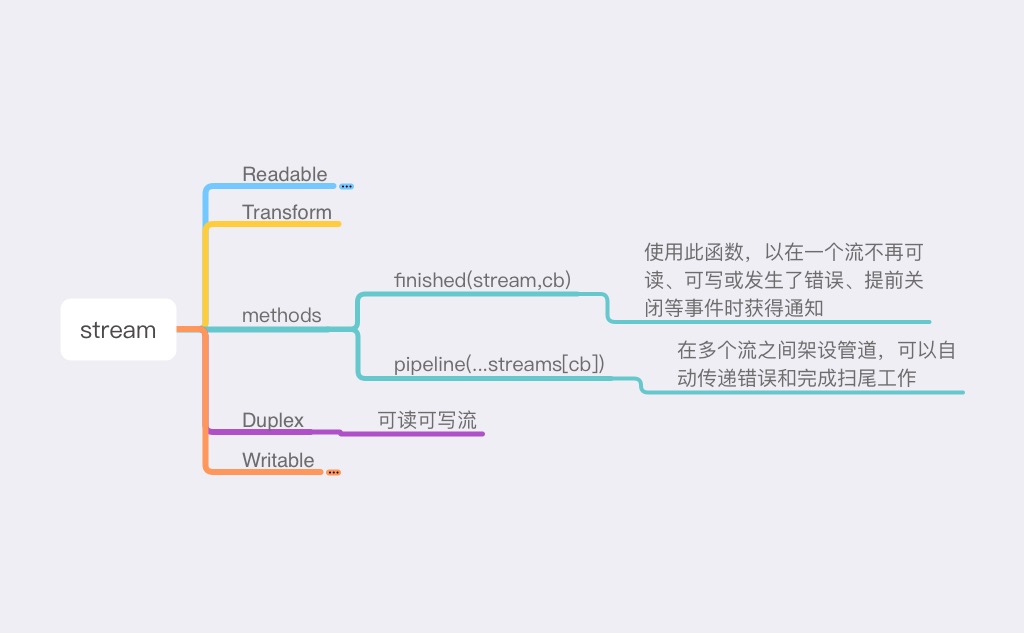 stream
Readable
Transform
methods
finished(stream,cb)
使用此函数，以在一个流不再可
读、可写或发生了错误、提前关
闭等事件时获得通知
pipeline(...streams[cb])
在多个流之间架设管道，可以自
动传递错误和完成扫尾工作
Duplex
可读可写流
Writable